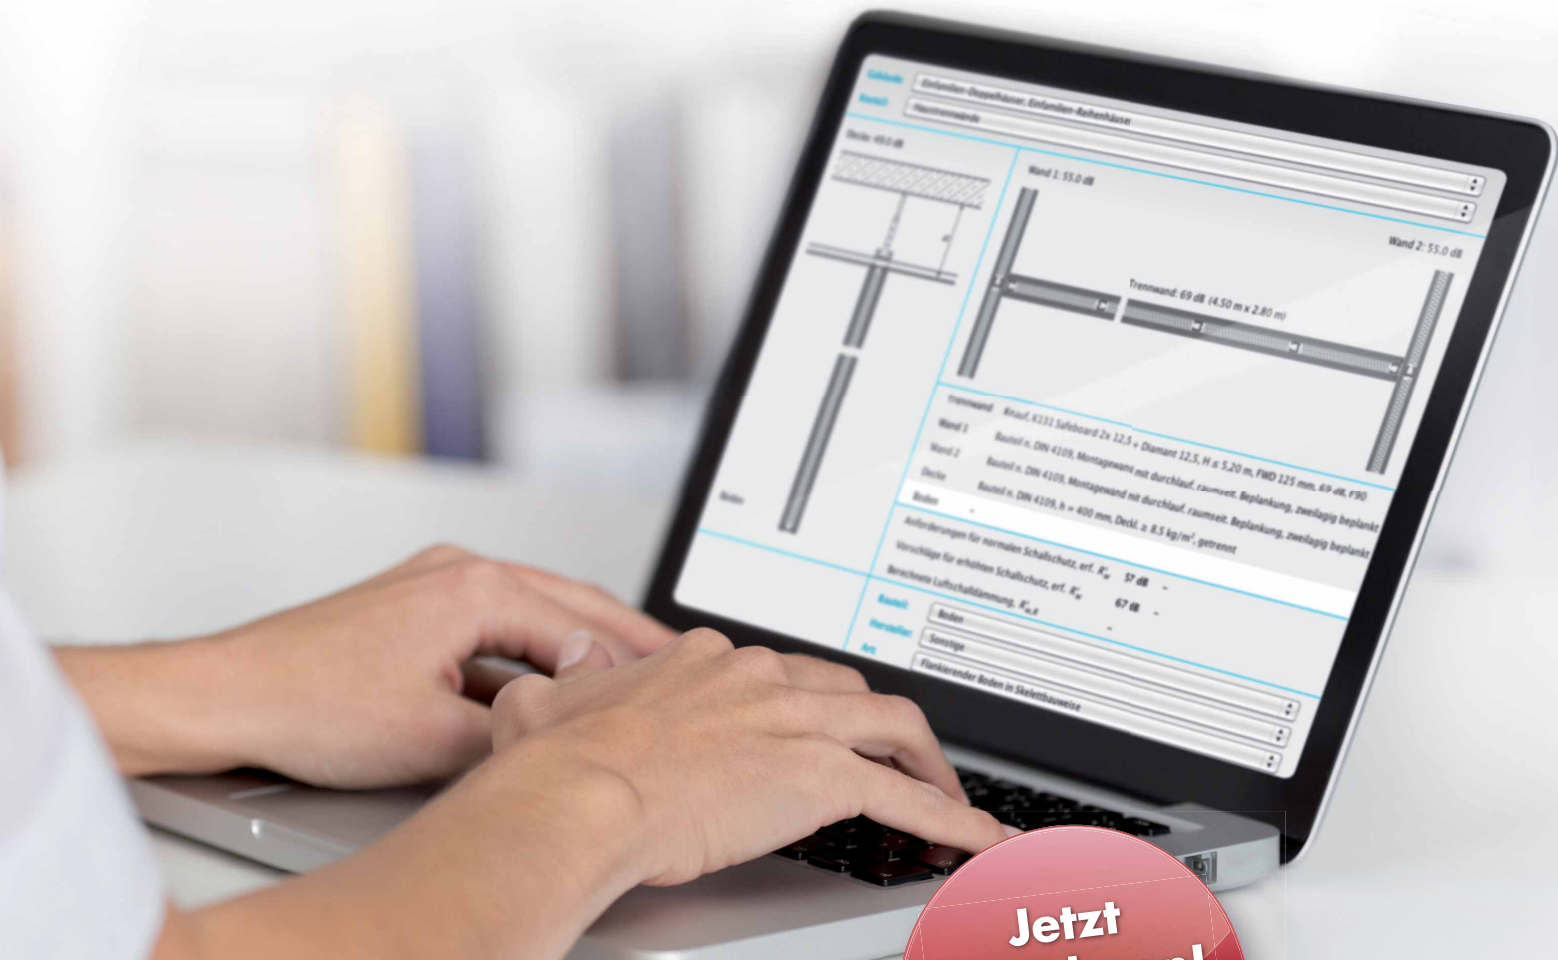 Gebäude: Einfamilien-Doppelhäuser, Einfamilien-Reihenhäuser
Bauteil: Haustrennwände
Decke: 49.0 dB
Wand 1: 55.0 dB
Wand 2: 55.0 dB
Trennwand: 69 dB (4.50 m x 2.80 m)
Boden
Trennwand Knauf, 6131 Safeboard 2x 12,5 + Diamant 12,5, H ≤ 5,20 m, FWD 125 mm, 69 dB, F90
Wand 1 Bauteil n. DIN 4109, Montagewand mit durchlauf. raumseit. Beplankung, zweilagig beplankt
Wand 2 Bauteil n. DIN 4109, Montagewand mit durchlauf. raumseit. Beplankung, zweilagig beplankt
Decke Bauteil n. DIN 4109, h = 400 mm, Deckl. ≥ 8.5 kg/m², getrennt
Boden -
Anforderungen für normalen Schallschutz, erf. R'w 57 dB -
Vorschläge für erhöhten Schallschutz, erf. R'w 67 dB -
Berechnete Luftschalldämmung, R'w,R -
Bauteil: Boden
Hersteller: Sonstige
Art: Flankierender Boden in Skelettbauweise
Jetzt